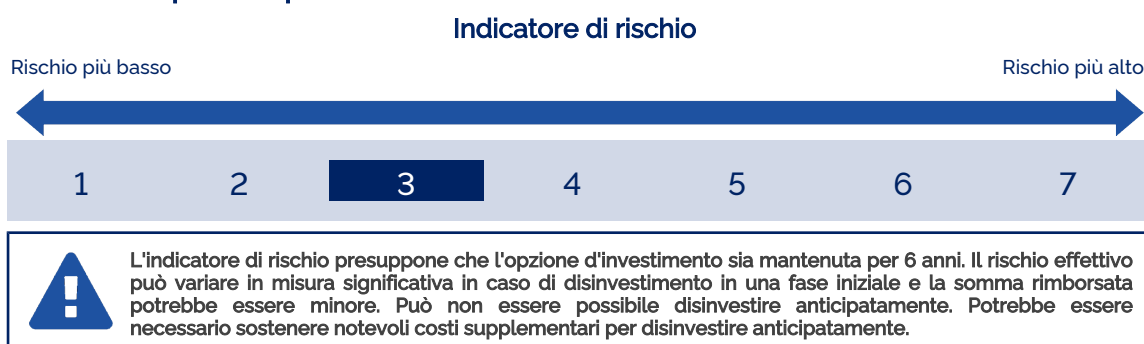 Indicatore di rischio
Rischio più basso
Rischio più alto
1 2 3 4 5 6 7
L'indicatore di rischio presuppone che l'opzione d'investimento sia mantenuta per 6 anni. Il rischio effettivo
può variare in misura significativa in caso di disinvestimento in una fase iniziale e la somma rimborsata
potrebbe essere minore. Può non essere possibile disinvestire anticipatamente. Potrebbe essere
necessario sostenere notevoli costi supplementari per disinvestire anticipatamente.